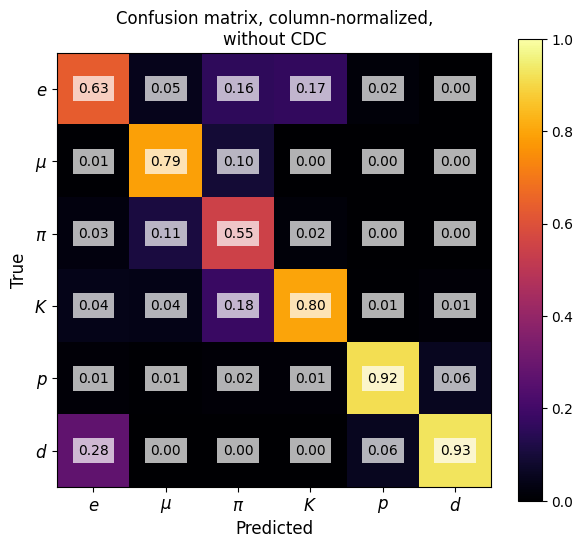 Confusion matrix, column-normalized,
without CDC
True
e 0.63 0.05 0.16 0.17 0.02 0.00
μ 0.01 0.79 0.10 0.00 0.00 0.00
π 0.03 0.11 0.55 0.02 0.00 0.00
K 0.04 0.04 0.18 0.80 0.01 0.01
p 0.01 0.01 0.02 0.01 0.92 0.06
d 0.28 0.00 0.00 0.00 0.06 0.93
e μ π K p d
Predicted
1.0
0.8
0.6
0.4
0.2
0.0